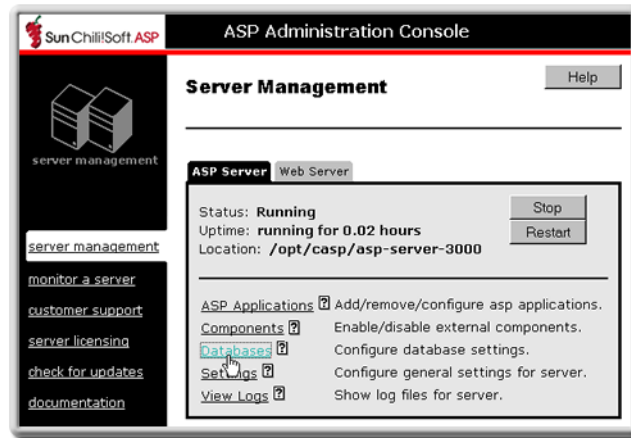 Sun Chili!Soft.ASP
ASP Administration Console
Server Management
Help
server management
ASP Server
Web Server
Status: Running
Stop
Uptime: running for 0.02 hours
Restart
Location: /opt/casp/asp-server-3000
server management
monitor a server
customer support
server licensing
check for updates
documentation
ASP Applications ? Add/remove/configure asp applications.
Components ? Enable/disable external components.
Databases ? Configure database settings.
Settings ? Configure general settings for server.
View Logs ? Show log files for server.